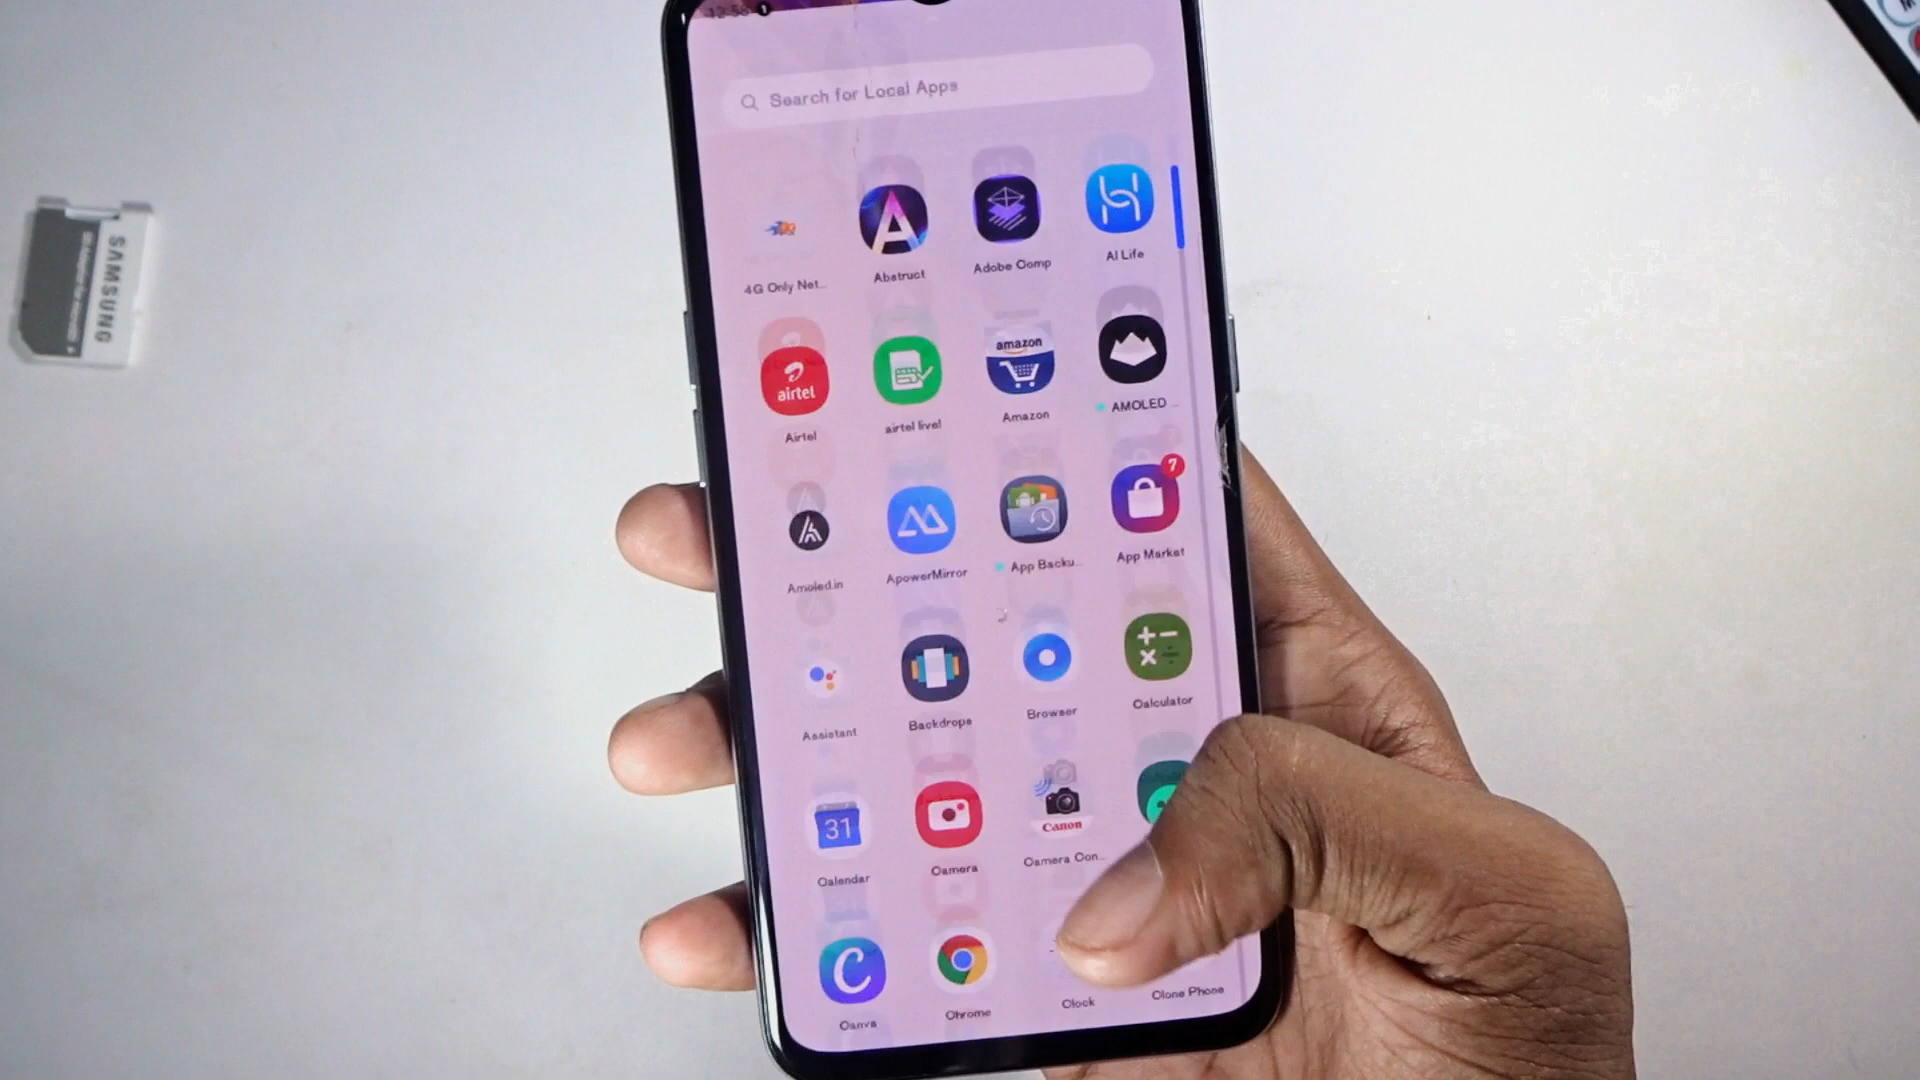 12:58
Search for Local Apps
4G Only Net...
Abstruct
Adobe Comp
AI Life
airtel
Airtel
airtel live!
amazon
Amazon
AMOLED ...
Amoled.in
ApowerMirror
App Backu...
7
App Market
Assistant
Backdrops
Browser
Calculator
31
Calendar
Camera
Canon
Camera Con...
Canva
Chrome
Clock
Clone Phone
SAMSUNG